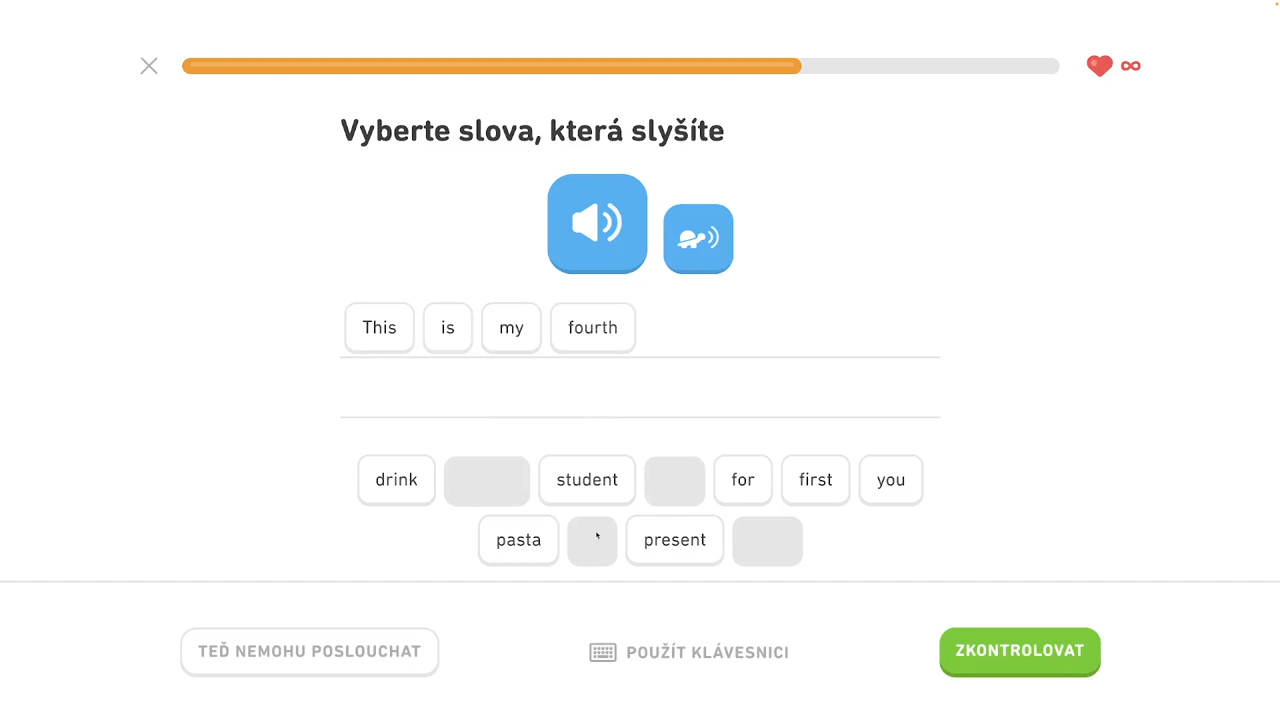 Vyberte slova, která slyšíte
This is my fourth
drink student for first you
pasta present
TEĎ NEMOHU POSLOUCHAT POUŽÍT KLÁVESNICI ZKONTROLOVAT